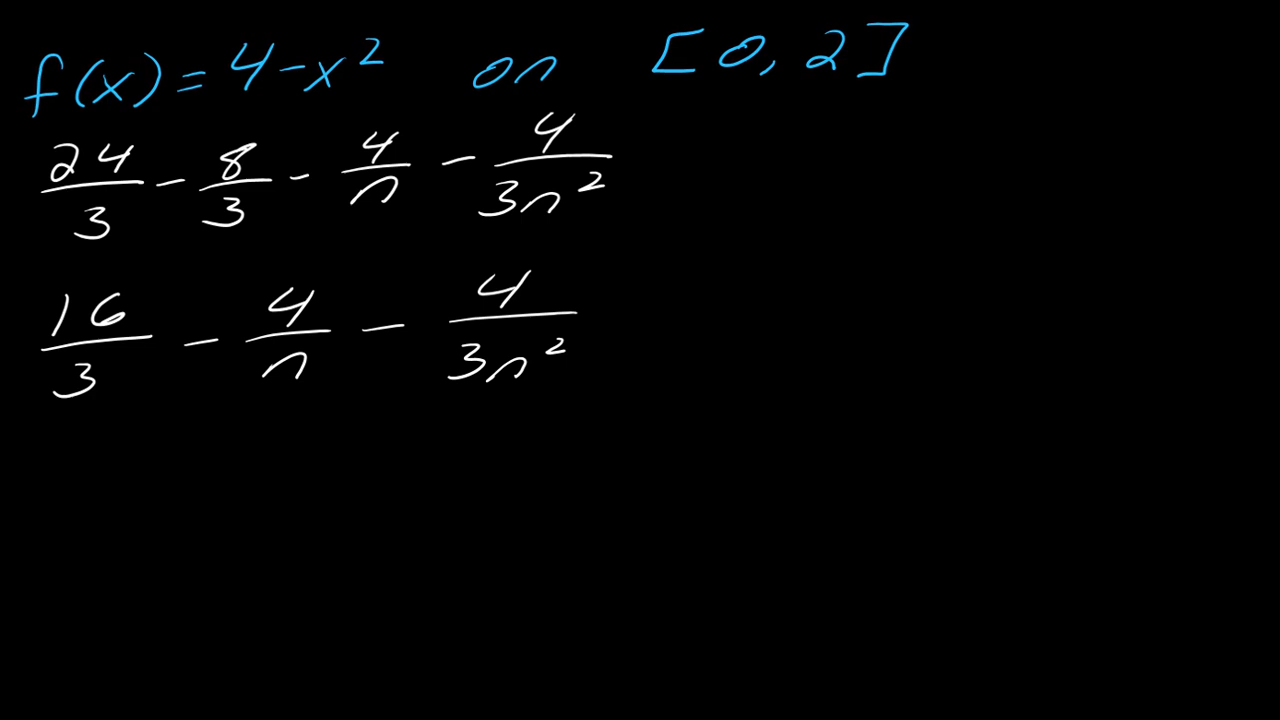 f(x) = 4 - x² on [0, 2]
24/3 - 8/3 - 4/n - 4/3n²
16/3 - 4/n - 4/3n²